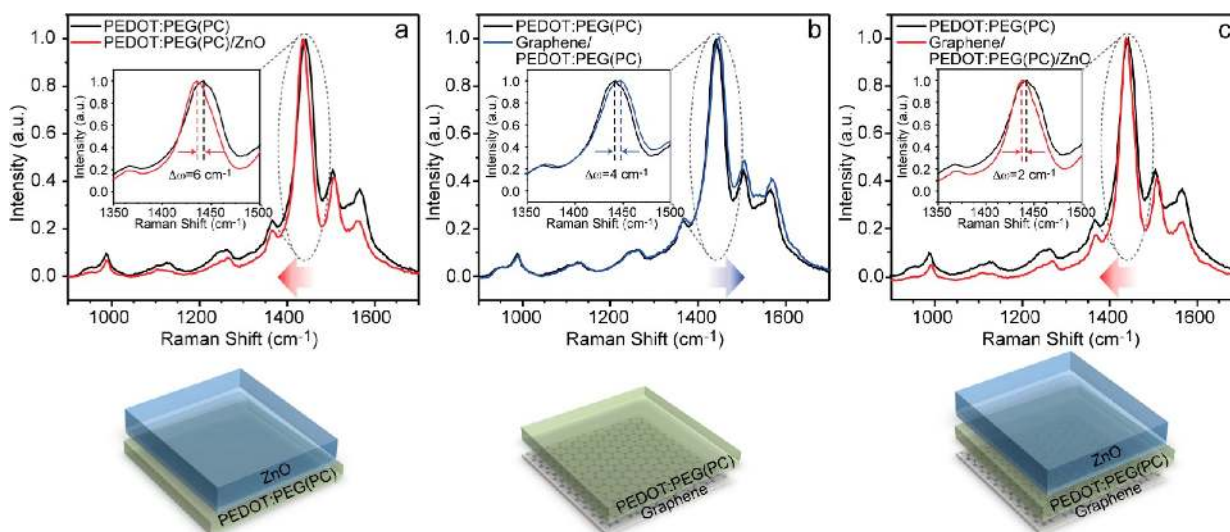 a
PEDOT:PEG(PC)
PEDOT:PEG(PC)/ZnO
1.0
0.8
0.6
0.4
0.2
0.0
Intensity (a.u.)
1000
1200
1400
1600
Raman Shift (cm-1)
1.0
0.8
0.6
0.4
0.2
0.0
Intensity (a.u.)
Δω=6 cm-1
1350
1400
1450
1500
Raman Shift (cm-1)
b
PEDOT:PEG(PC)
Graphene/
PEDOT:PEG(PC)
1.0
0.8
0.6
0.4
0.2
0.0
Intensity (a.u.)
1000
1200
1400
1600
Raman Shift (cm-1)
1.0
0.8
0.6
0.4
0.2
0.0
Intensity (a.u.)
Δω=4 cm-1
1350
1400
1450
1500
Raman Shift (cm-1)
c
PEDOT:PEG(PC)
Graphene/
PEDOT:PEG(PC)/ZnO
1.0
0.8
0.6
0.4
0.2
0.0
Intensity (a.u.)
1000
1200
1400
1600
Raman Shift (cm-1)
1.0
0.8
0.6
0.4
0.2
0.0
Intensity (a.u.)
Δω=2 cm-1
1350
1400
1450
1500
Raman Shift (cm-1)
ZnO
PEDOT:PEG(PC)
PEDOT:PEG(PC)
Graphene
ZnO
PEDOT:PEG(PC)
Graphene